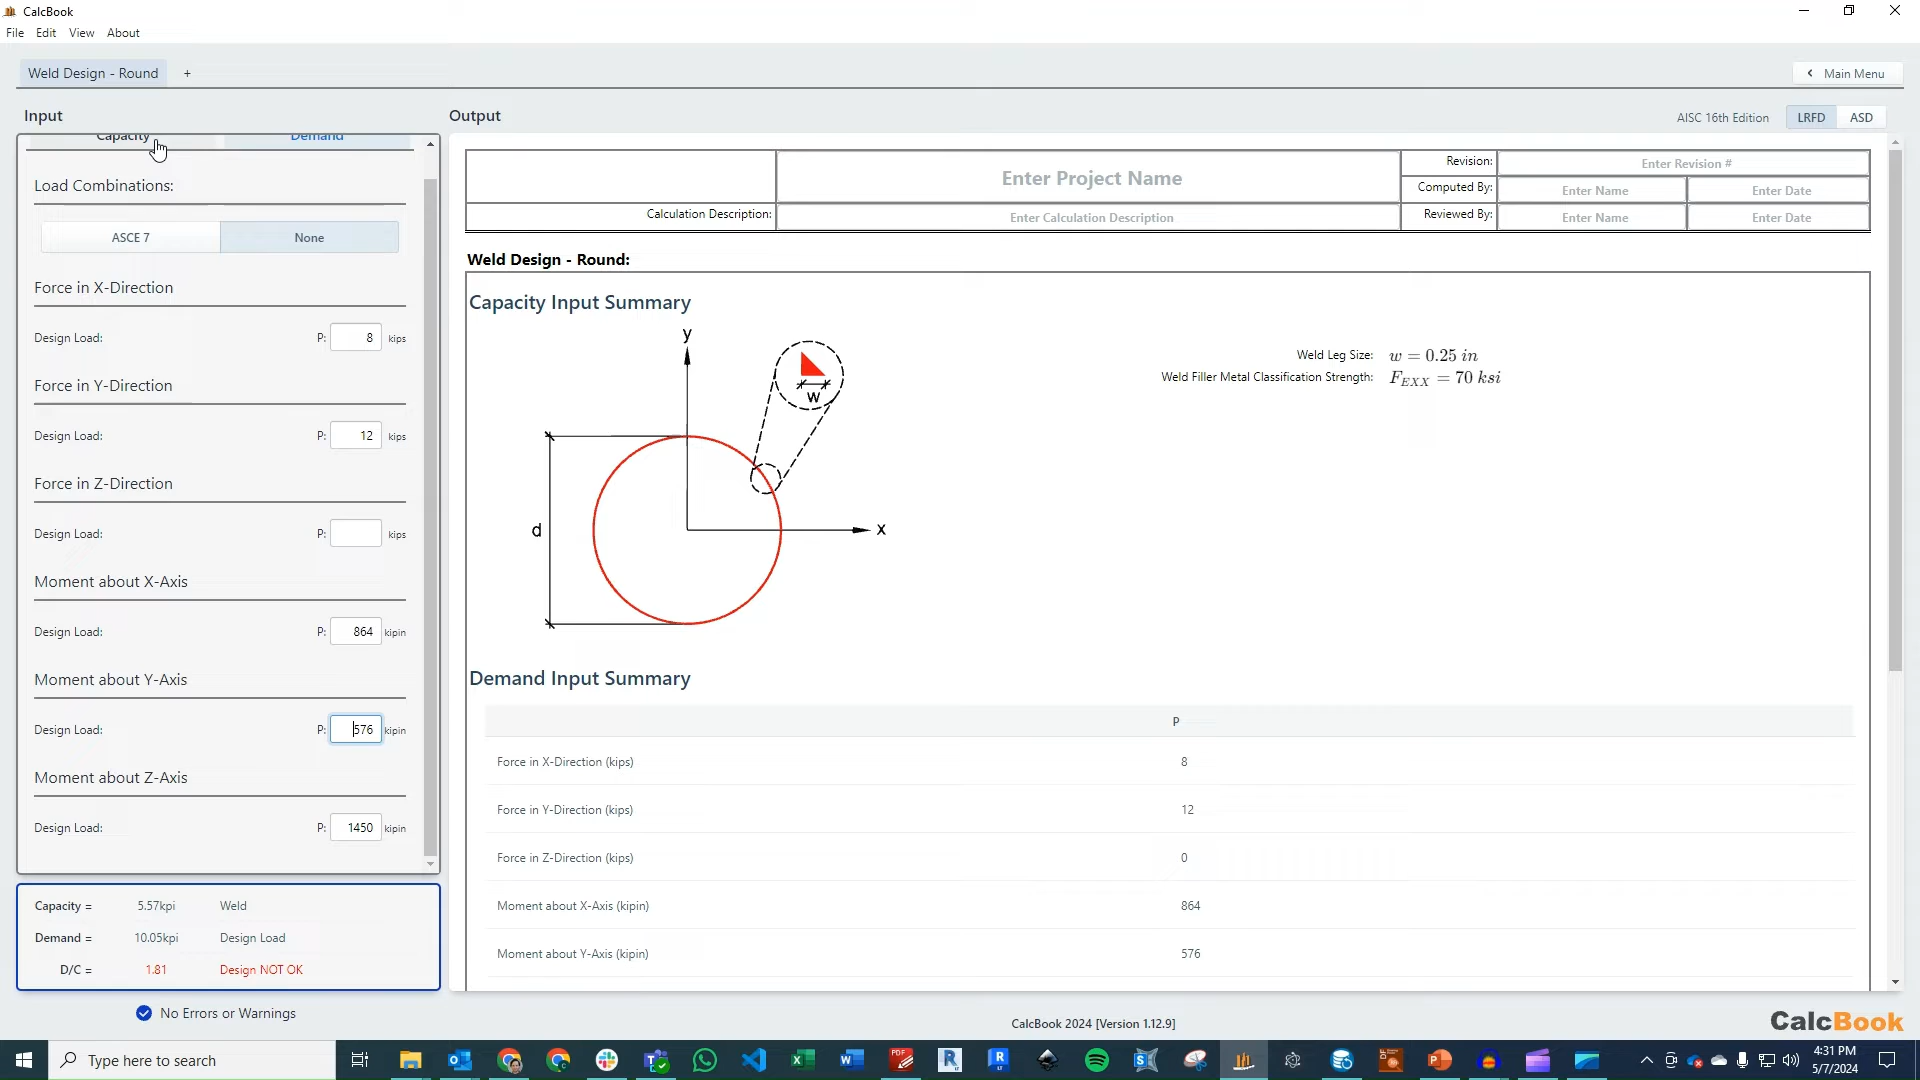 CalcBook
File Edit View About
Weld Design - Round +
Main Menu
Input
Output
AISC 16th Edition LRFD ASD
Capacity Demand
Load Combinations:
ASCE 7 None
Force in X-Direction
Design Load: P: 8 kips
Force in Y-Direction
Design Load: P: 12 kips
Force in Z-Direction
Design Load: P: kips
Moment about X-Axis
Design Load: P: 864 kipin
Moment about Y-Axis
Design Load: P: 576 kipin
Moment about Z-Axis
Design Load: P: 1450 kipin
Capacity = 5.57kpi Weld
Demand = 10.05kpi Design Load
D/C = 1.81 Design NOT OK
No Errors or Warnings
Enter Project Name
Revision: Enter Revision #
Computed By: Enter Name Enter Date
Calculation Description: Enter Calculation Description
Reviewed By: Enter Name Enter Date
Weld Design - Round:
Capacity Input Summary
y
w
d
x
Weld Leg Size: w = 0.25 in
Weld Filler Metal Classification Strength: FEXX = 70 ksi
Demand Input Summary
P
Force in X-Direction (kips) 8
Force in Y-Direction (kips) 12
Force in Z-Direction (kips) 0
Moment about X-Axis (kipin) 864
Moment about Y-Axis (kipin) 576
CalcBook 2024 [Version 1.12.9]
CalcBook
Type here to search
4:31 PM
5/7/2024